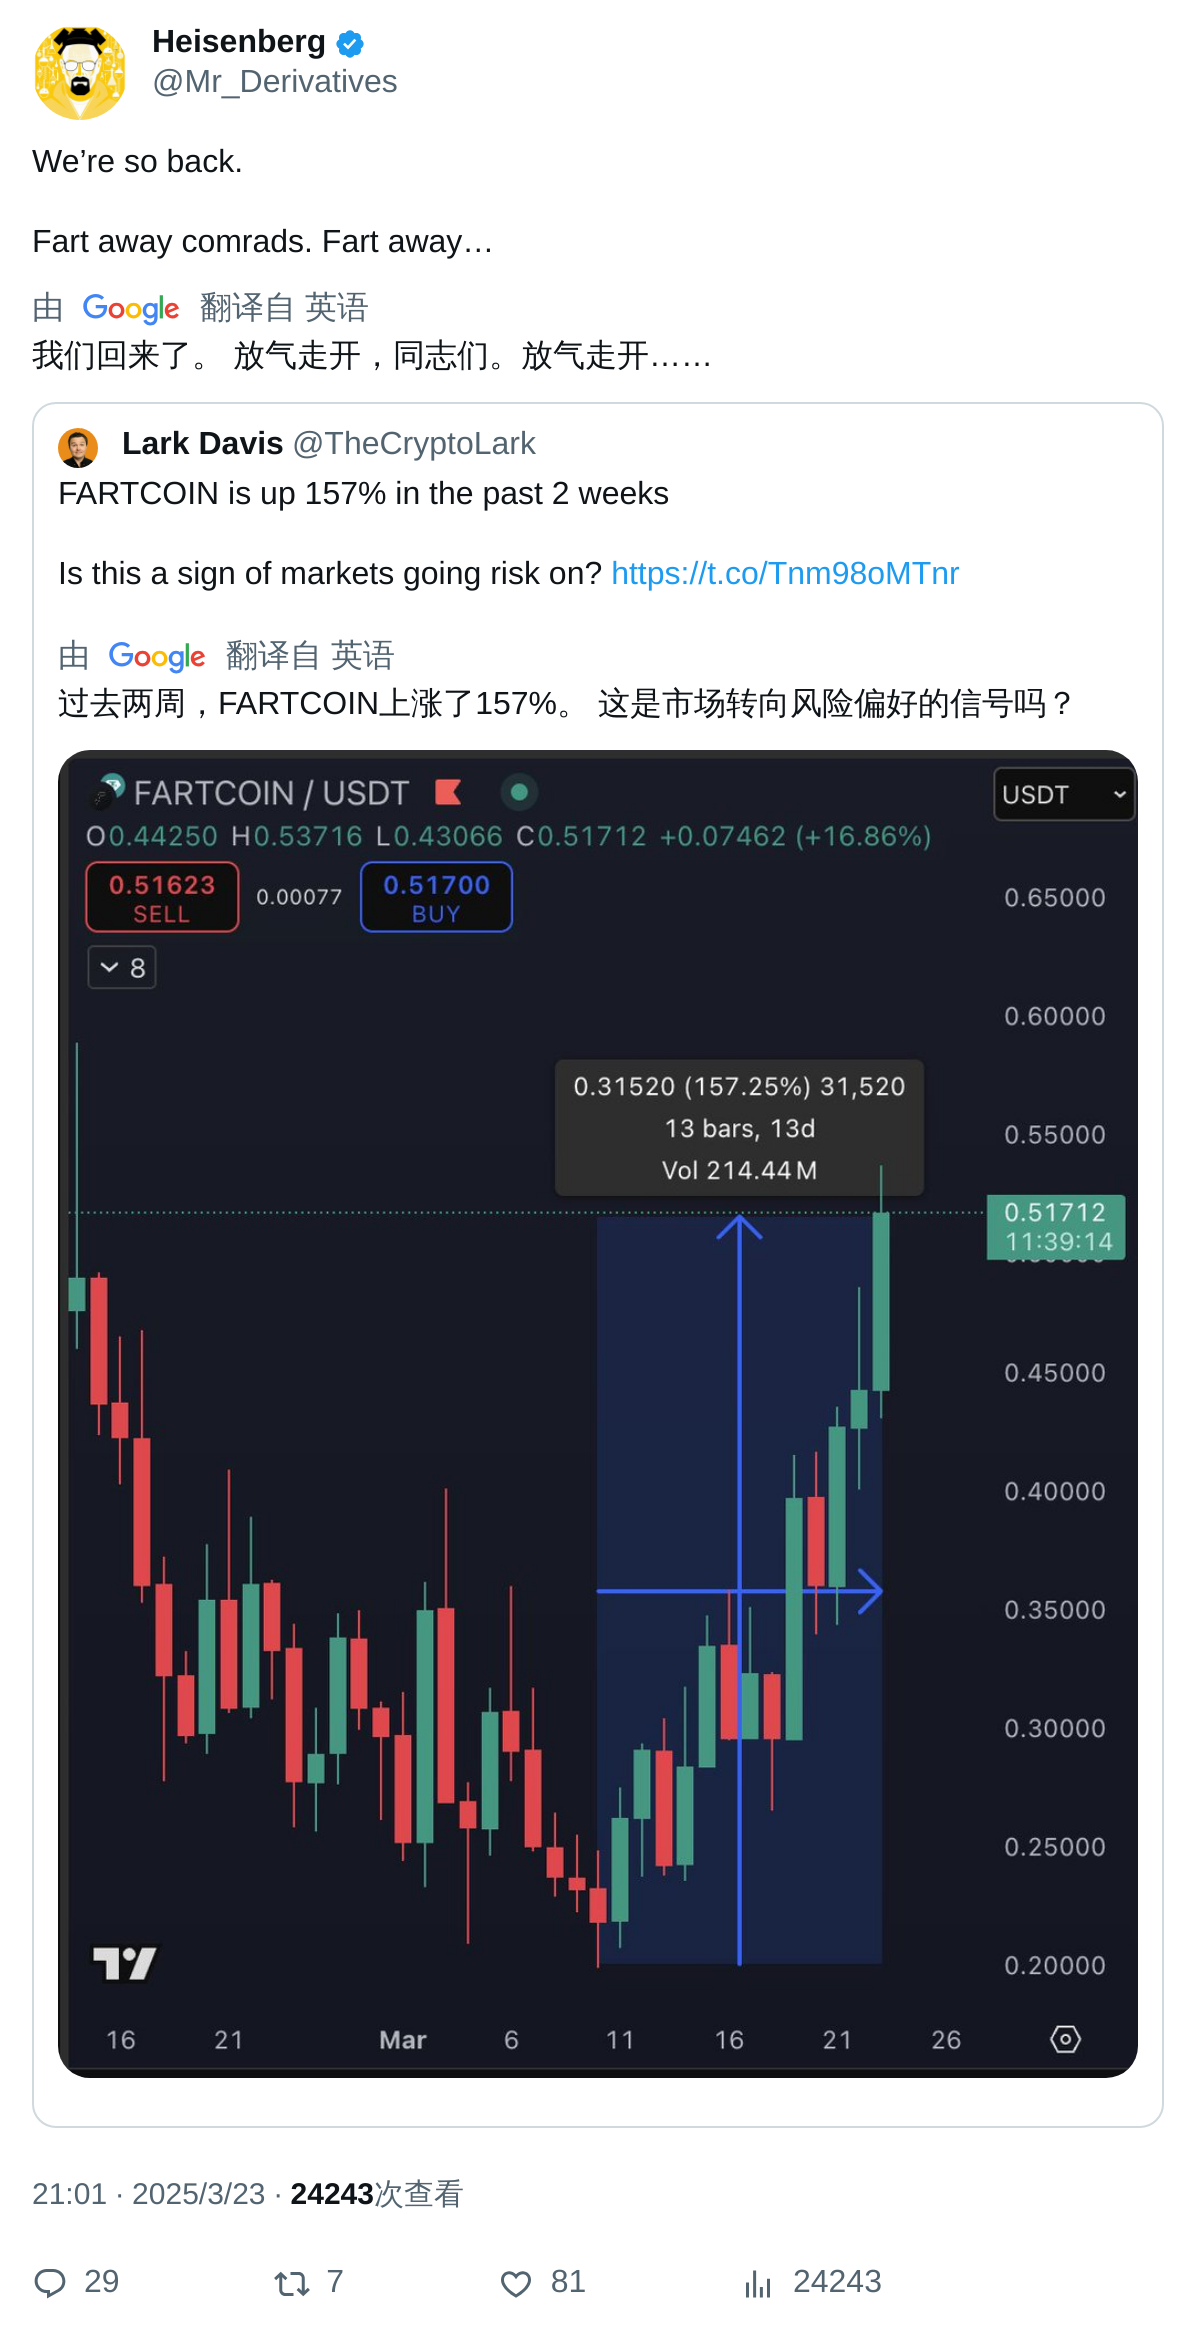 Heisenberg
@Mr_Derivatives
We’re so back.
Fart away comrads. Fart away…
由 Google 翻译自 英语
我们回来了。 放气走开，同志们。放气走开……
Lark Davis @TheCryptoLark
FARTCOIN is up 157% in the past 2 weeks
Is this a sign of markets going risk on? https://t.co/Tnm98oMTnr
由 Google 翻译自 英语
过去两周，FARTCOIN上涨了157%。 这是市场转向风险偏好的信号吗？
FARTCOIN / USDT
USDT
O0.44250 H0.53716 L0.43066 C0.51712 +0.07462 (+16.86%)
0.51623 0.00077 0.51700
SELL BUY
0.65000
8
0.60000
0.31520 (157.25%) 31,520
13 bars, 13d
0.55000
Vol 214.44M
0.51712
11:39:14
0.45000
0.40000
0.35000
0.30000
0.25000
0.20000
16 21 Mar 6 11 16 21 26
21:01 · 2025/3/23 · 24243次查看
29 7 81 24243